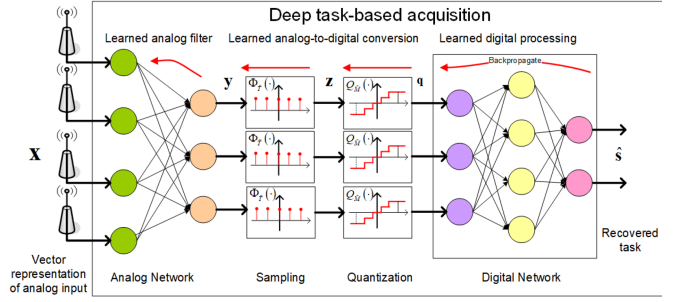 Deep task-based acquisition
Learned analog filter
Learned analog-to-digital conversion
Learned digital processing
Backpropagate
x
y
z
q
ŝ
Φ_T̃(·)
Φ_T̃(·)
Φ_T̃(·)
Q_M̃(·)
Q_M̃(·)
Q_M̃(·)
Vector
representation
of analog input
Analog Network
Sampling
Quantization
Digital Network
Recovered
task